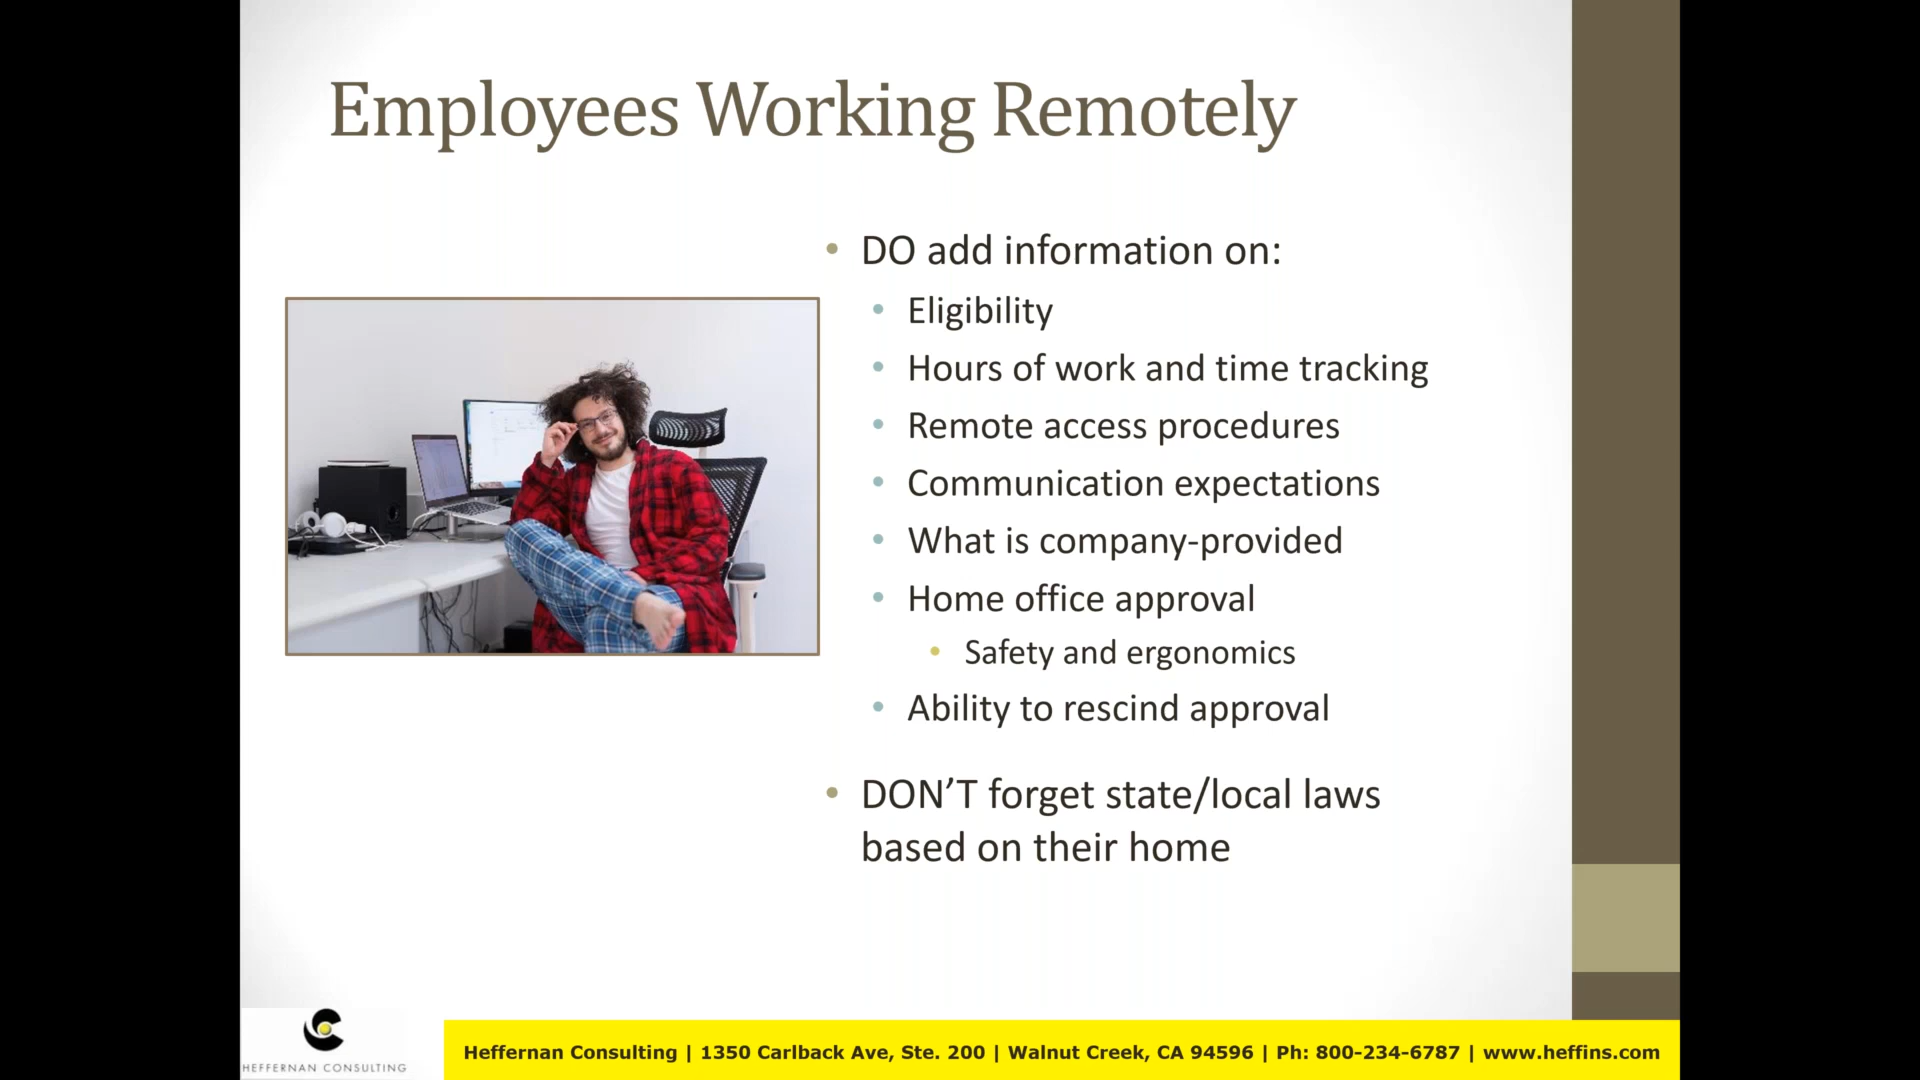 Employees Working Remotely
• DO add information on:
• Eligibility
• Hours of work and time tracking
• Remote access procedures
• Communication expectations
• What is company-provided
• Home office approval
• Safety and ergonomics
• Ability to rescind approval
• DON’T forget state/local laws
based on their home
HEFFERNAN CONSULTING
Heffernan Consulting | 1350 Carlback Ave, Ste. 200 | Walnut Creek, CA 94596 | Ph: 800-234-6787 | www.heffins.com